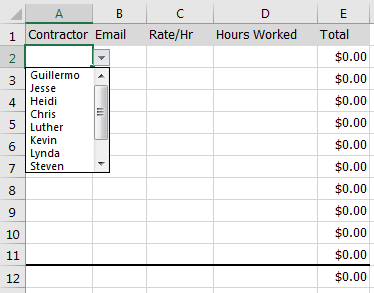 A B C D E
1 Contractor Email Rate/Hr Hours Worked Total
2 $0.00
Guillermo
3 $0.00
Jesse
Heidi
4 $0.00
Chris
5 $0.00
Luther
Kevin
6 $0.00
Lynda
7 $0.00
Steven
8 $0.00
9 $0.00
10 $0.00
11 $0.00
12 $0.00